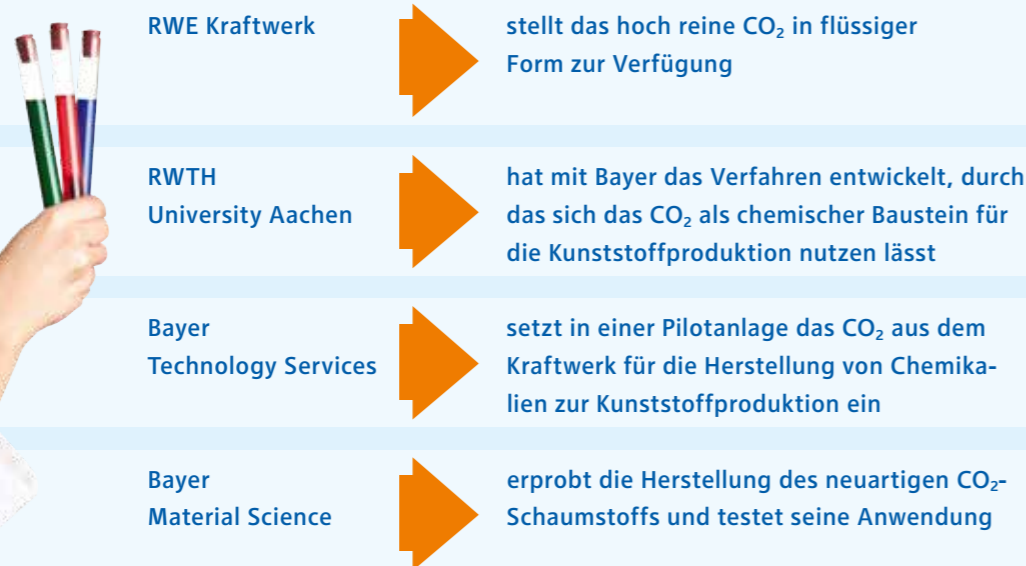 RWE Kraftwerk
stellt das hoch reine CO₂ in flüssiger
Form zur Verfügung
RWTH
University Aachen
hat mit Bayer das Verfahren entwickelt, durch
das sich das CO₂ als chemischer Baustein für
die Kunststoffproduktion nutzen lässt
Bayer
Technology Services
setzt in einer Pilotanlage das CO₂ aus dem
Kraftwerk für die Herstellung von Chemika-
lien zur Kunststoffproduktion ein
Bayer
Material Science
erprobt die Herstellung des neuartigen CO₂-
Schaumstoffs und testet seine Anwendung